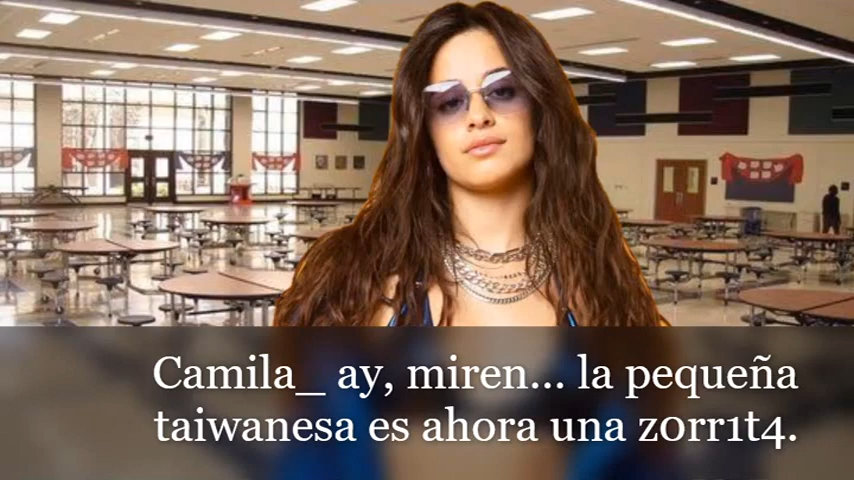 Camila_ ay, miren... la pequeña
taiwanesa es ahora una z0rr1t4.